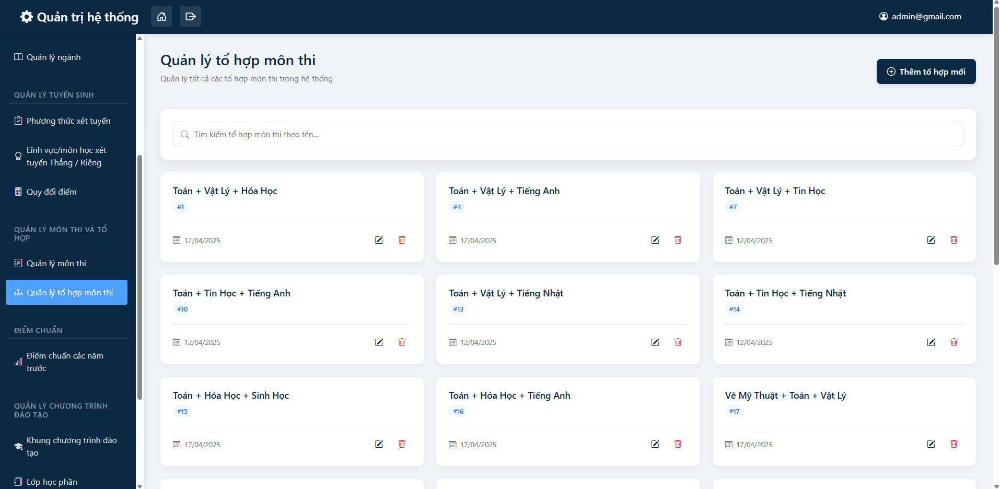 Quản trị hệ thống
admin@gmail.com
Quản lý ngành
QUẢN LÝ TUYỂN SINH
Phương thức xét tuyển
Lĩnh vực/môn học xét
tuyển Thẳng / Riêng
Quy đổi điểm
QUẢN LÝ MÔN THI VÀ TỔ
HỢP
Quản lý môn thi
Quản lý tổ hợp môn thi
ĐIỂM CHUẨN
Điểm chuẩn các năm
trước
QUẢN LÝ CHƯƠNG TRÌNH
ĐÀO TẠO
Khung chương trình đào
tạo
Lớp học phần
Quản lý tổ hợp môn thi
Quản lý tất cả các tổ hợp môn thi trong hệ thống
Thêm tổ hợp mới
Tìm kiếm tổ hợp môn thi theo tên...
Toán + Vật Lý + Hóa Học
#1
12/04/2025
Toán + Vật Lý + Tiếng Anh
#4
12/04/2025
Toán + Vật Lý + Tin Học
#7
12/04/2025
Toán + Tin Học + Tiếng Anh
#10
12/04/2025
Toán + Vật Lý + Tiếng Nhật
#13
12/04/2025
Toán + Tin Học + Tiếng Nhật
#14
12/04/2025
Toán + Hóa Học + Sinh Học
#15
17/04/2025
Toán + Hóa Học + Tiếng Anh
#16
17/04/2025
Vẽ Mỹ Thuật + Toán + Vật Lý
#17
17/04/2025